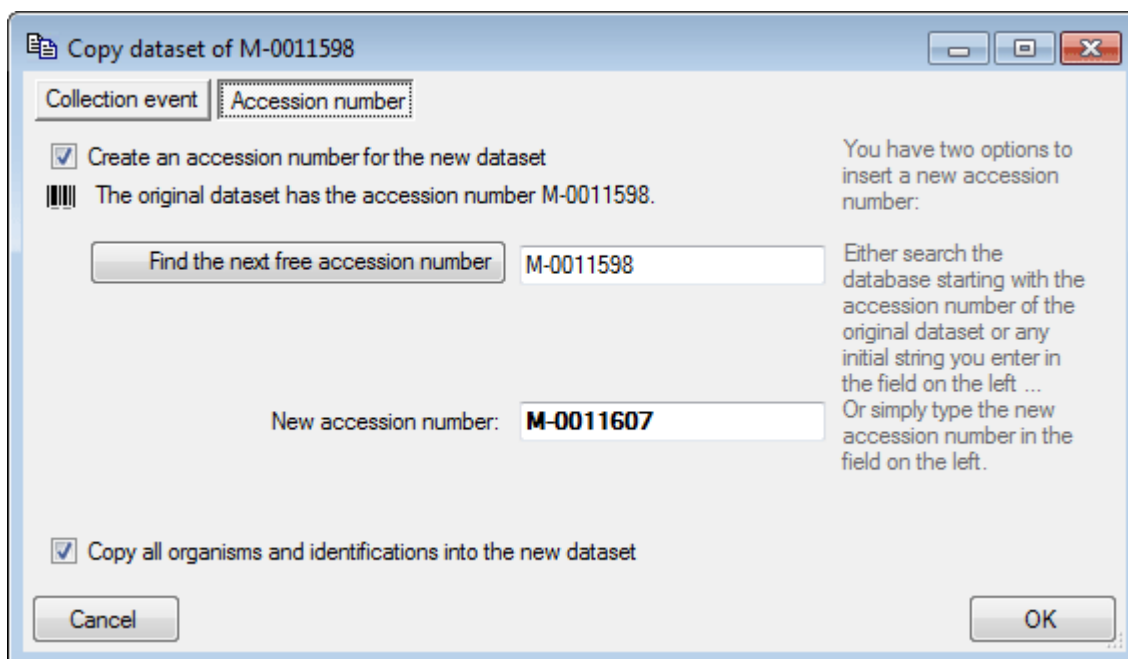 Copy dataset of M-0011598
Collection event
Accession number
Create an accession number for the new dataset
The original dataset has the accession number M-0011598.
Find the next free accession number
M-0011598
New accession number:
M-0011607
You have two options to
insert a new accession
number:
Either search the
database starting with the
accession number of the
original dataset or any
initial string you enter in
the field on the left ...
Or simply type the new
accession number in the
field on the left.
Copy all organisms and identifications into the new dataset
Cancel
OK